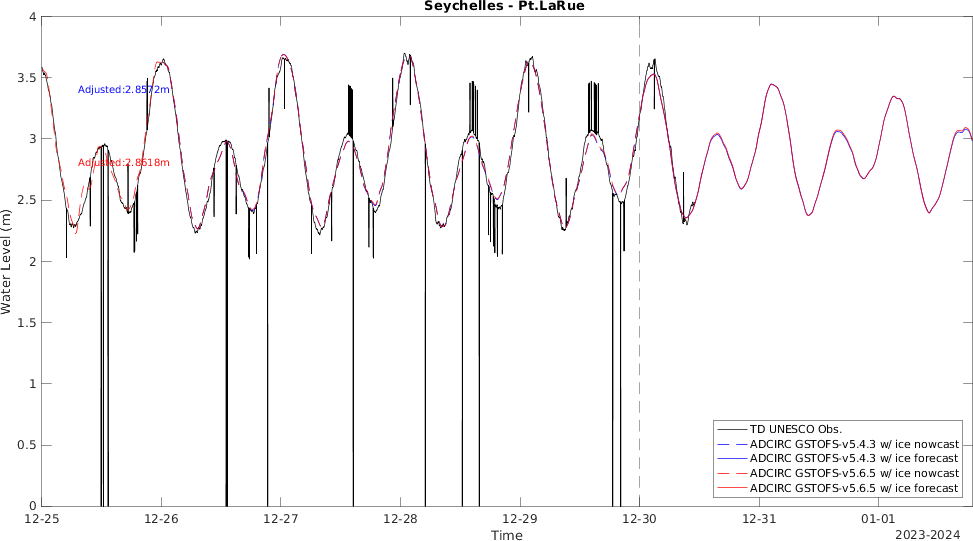 Seychelles - Pt.LaRue
4
3.5
3
2.5
2
1.5
1
0.5
0
Water Level (m)
Adjusted:2.8572m
Adjusted:2.8518m
TD UNESCO Obs.
ADCIRC GSTOFS-v5.4.3 w/ ice nowcast
ADCIRC GSTOFS-v5.4.3 w/ ice forecast
ADCIRC GSTOFS-v5.6.5 w/ ice nowcast
ADCIRC GSTOFS-v5.6.5 w/ ice forecast
12-25 12-26 12-27 12-28 12-29 12-30 12-31 01-01
Time
2023-2024